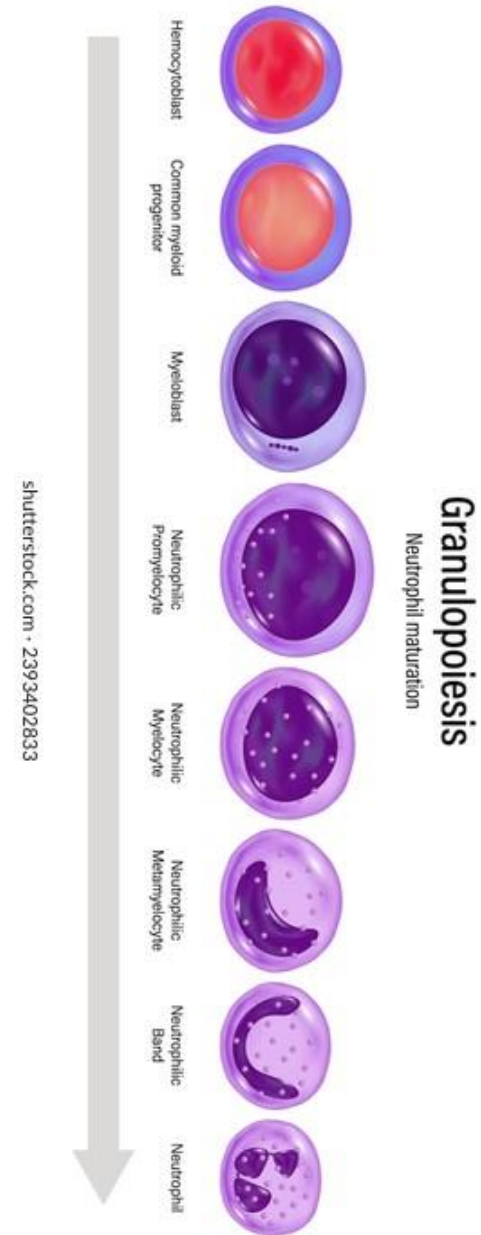 Granulopoiesis
Neutrophil maturation
Hemocytoblast
Common myeloid
progenitor
Myeloblast
Neutrophilic
Promyelocyte
Neutrophilic
Myelocyte
Neutrophilic
Metamyelocyte
Neutrophilic
Band
Neutrophil
shutterstock.com · 2393402833